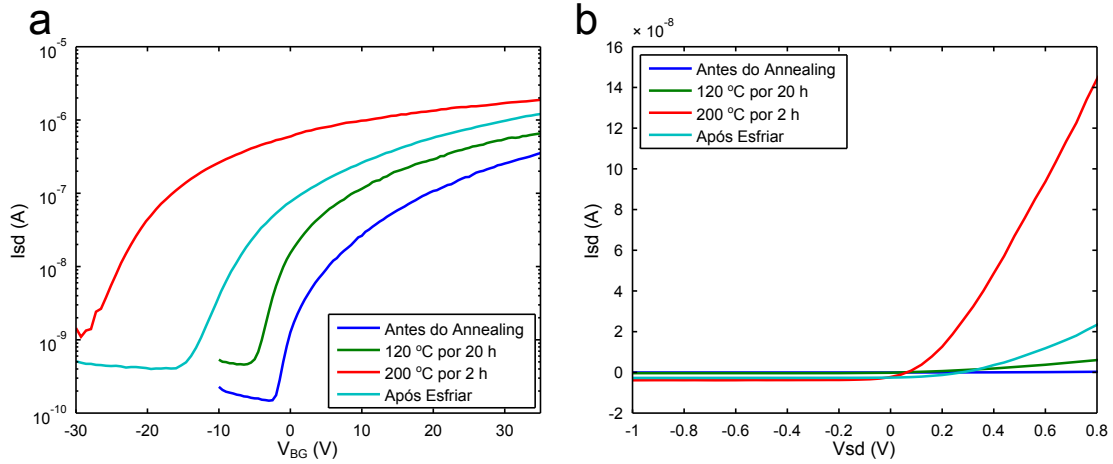 a
10⁻⁵
10⁻⁶
10⁻⁷
10⁻⁸
10⁻⁹
10⁻¹⁰
Isd (A)
-30 -20 -10 0 10 20 30
V_BG (V)
Antes do Annealing
120 ºC por 20 h
200 ºC por 2 h
Após Esfriar
b
× 10⁻⁸
16
14
12
10
8
6
4
2
0
-2
Isd (A)
-1 -0.8 -0.6 -0.4 -0.2 0 0.2 0.4 0.6 0.8
Vsd (V)
Antes do Annealing
120 ºC por 20 h
200 ºC por 2 h
Após Esfriar